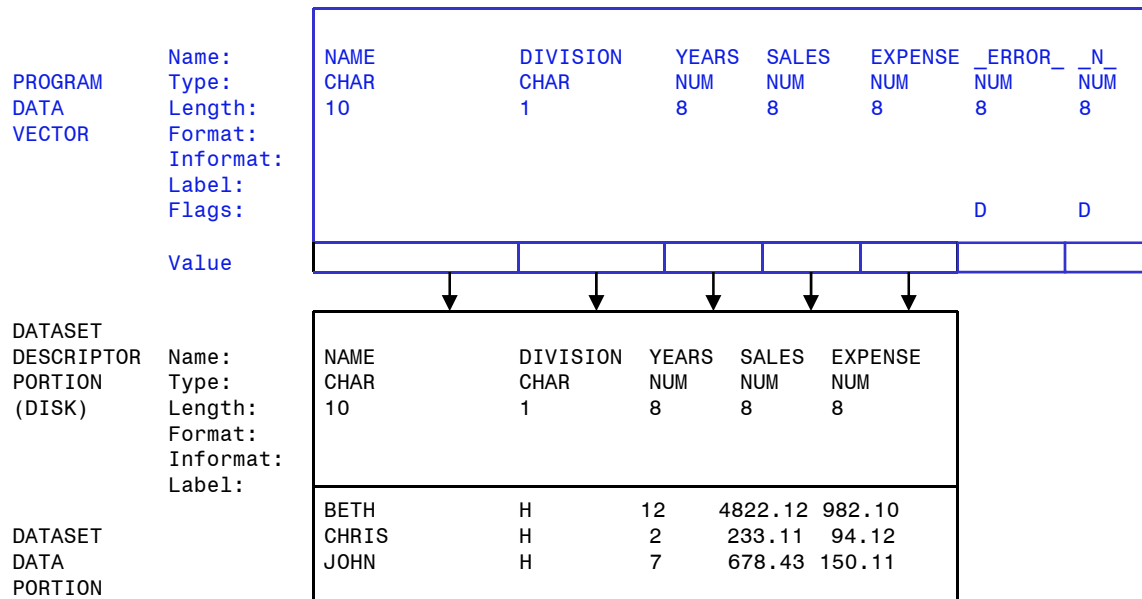 Name: NAME DIVISION YEARS SALES EXPENSE _ERROR_ _N_
PROGRAM Type: CHAR CHAR NUM NUM NUM NUM NUM
DATA Length: 10 1 8 8 8 8 8
VECTOR Format:
Informat:
Label:
Flags: D D
Value
DATASET
DESCRIPTOR Name: NAME DIVISION YEARS SALES EXPENSE
PORTION Type: CHAR CHAR NUM NUM NUM
(DISK) Length: 10 1 8 8 8
Format:
Informat:
Label:
BETH H 12 4822.12 982.10
DATASET CHRIS H 2 233.11 94.12
DATA JOHN H 7 678.43 150.11
PORTION